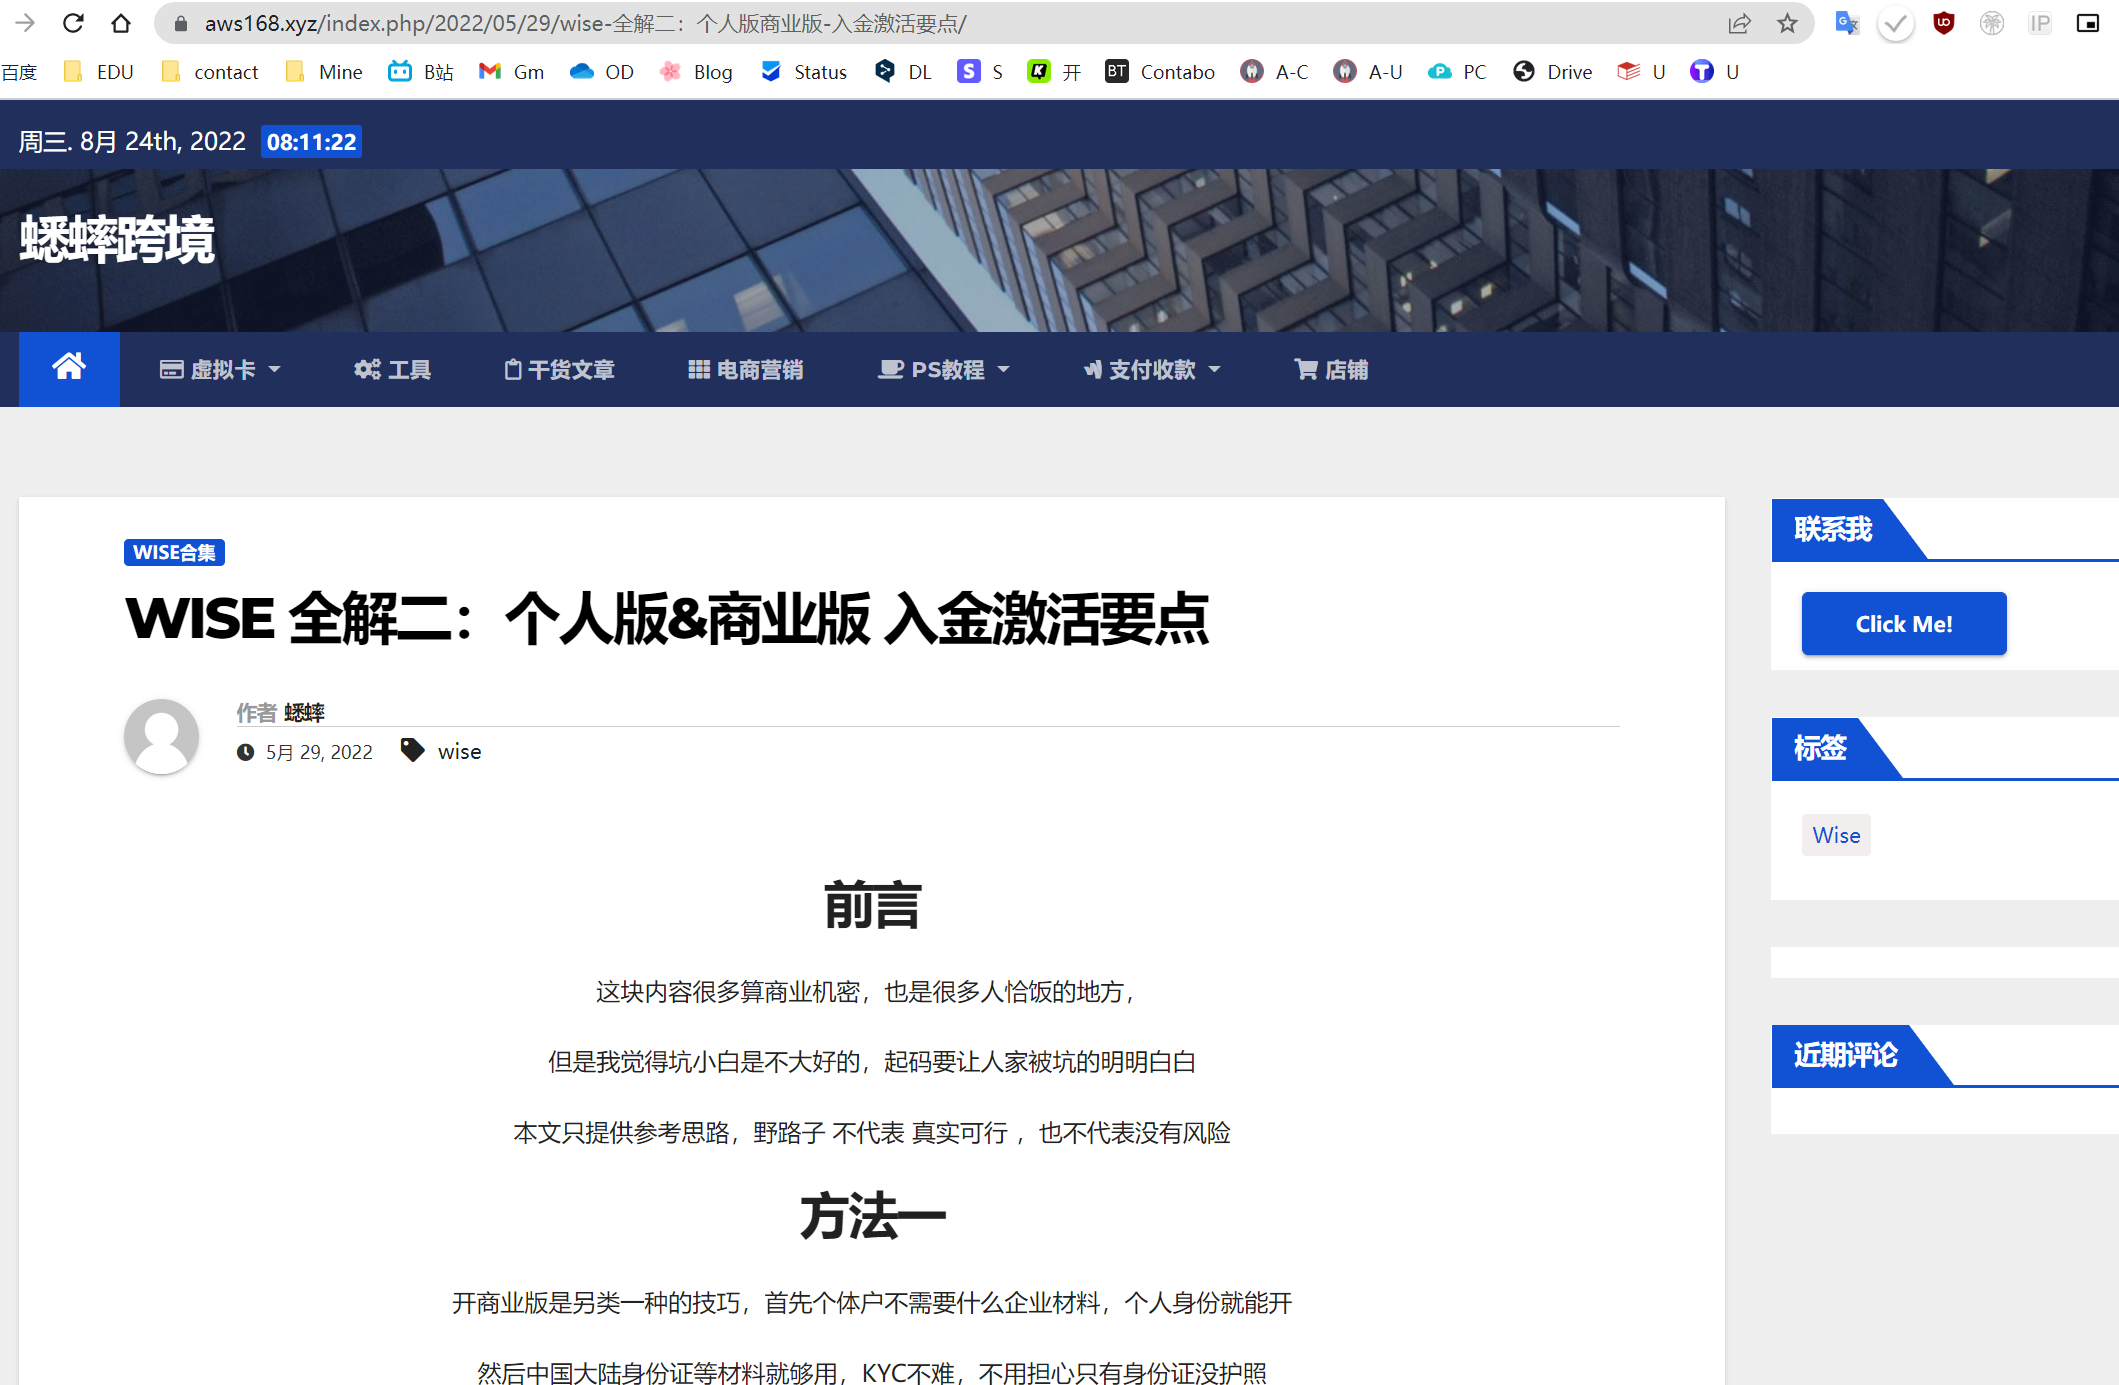 aws168.xyz/index.php/2022/05/29/wise-全解二：个人版商业版-入金激活要点/
百度 EDU contact Mine B站 Gm OD Blog Status DL S 开 Contabo A-C A-U PC Drive U U
周三. 8月 24th, 2022 08:11:22
蟋蟀跨境
虚拟卡 工具 干货文章 电商营销 PS教程 支付收款 店铺
WISE合集
WISE 全解二：个人版&商业版 入金激活要点
作者 蟋蟀
5月 29, 2022 wise
前言
这块内容很多算商业机密，也是很多人恰饭的地方，
但是我觉得坑小白是不大好的，起码要让人家被坑的明明白白
本文只提供参考思路，野路子 不代表 真实可行 ，也不代表没有风险
方法一
开商业版是另类一种的技巧，首先个体户不需要什么企业材料，个人身份就能开
然后中国大陆身份证等材料就够用，KYC不难，不用担心只有身份证没护照
联系我
Click Me!
标签
Wise
近期评论